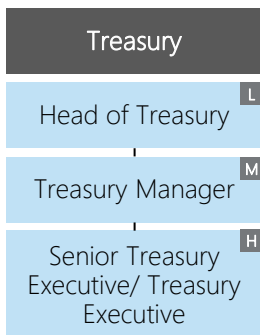 Treasury
L
Head of Treasury
M
Treasury Manager
H
Senior Treasury
Executive/ Treasury
Executive